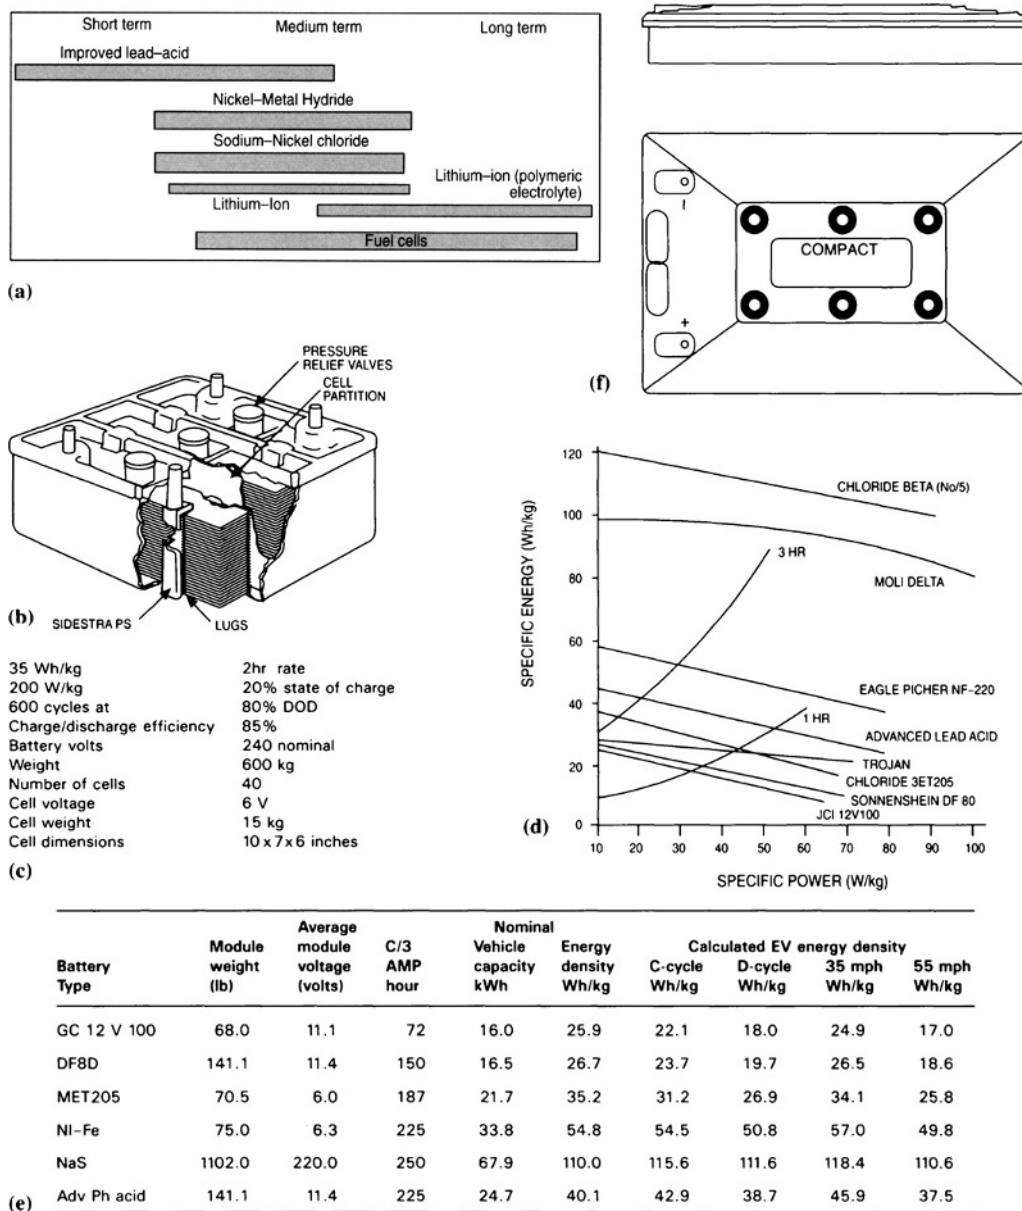 Short term Medium term Long term
Improved lead–acid
Nickel–Metal Hydride
Sodium–Nickel chloride
Lithium–ion (polymeric
electrolyte)
Lithium–Ion
Fuel cells
(a)
COMPACT
–
+
(f)
PRESSURE
RELIEF VALVES
CELL
PARTITION
SIDESTRAPS
LUGS
(b)
35 Wh/kg 2hr rate
200 W/kg 20% state of charge
600 cycles at 80% DOD
Charge/discharge efficiency 85%
Battery volts 240 nominal
Weight 600 kg
Number of cells 40
Cell voltage 6 V
Cell weight 15 kg
Cell dimensions 10 x 7 x 6 inches
(c)
SPECIFIC ENERGY (Wh/kg)
120
100
80
60
40
20
0
CHLORIDE BETA (No/5)
3 HR
MOLI DELTA
EAGLE PICHER NF–220
1 HR
ADVANCED LEAD ACID
TROJAN
CHLORIDE 3ET205
SONNENSHEIN DF 80
JCI 12V100
10 20 30 40 50 60 70 80 90 100
SPECIFIC POWER (W/kg)
(d)
Average Nominal
Module module C/3 Vehicle Energy Calculated EV energy density
Battery weight voltage AMP capacity density C-cycle D-cycle 35 mph 55 mph
Type (lb) (volts) hour kWh Wh/kg Wh/kg Wh/kg Wh/kg Wh/kg
GC 12 V 100 68.0 11.1 72 16.0 25.9 22.1 18.0 24.9 17.0
DF8D 141.1 11.4 150 16.5 26.7 23.7 19.7 26.5 18.6
MET205 70.5 6.0 187 21.7 35.2 31.2 26.9 34.1 25.8
NI–Fe 75.0 6.3 225 33.8 54.8 54.5 50.8 57.0 49.8
NaS 1102.0 220.0 250 67.9 110.0 115.6 111.6 118.4 110.6
Adv Ph acid 141.1 11.4 225 24.7 40.1 42.9 38.7 45.9 37.5
(e)